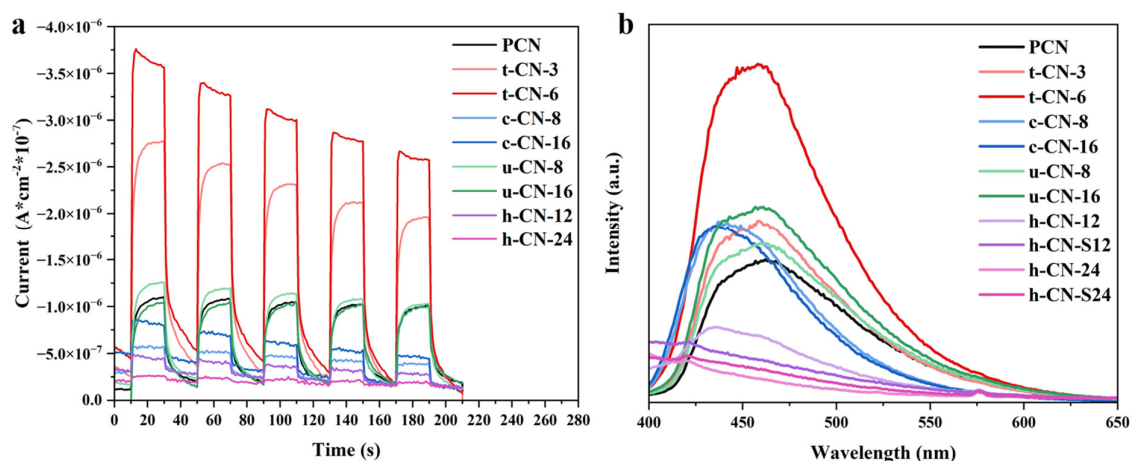 a
−4.0×10⁻⁶
−3.5×10⁻⁶
−3.0×10⁻⁶
−2.5×10⁻⁶
−2.0×10⁻⁶
−1.5×10⁻⁶
−1.0×10⁻⁶
−5.0×10⁻⁷
0.0
Current (A*cm⁻²*10⁻⁷)
0 20 40 60 80 100 120 140 160 180 200 220 240 260 280
Time (s)
PCN
t-CN-3
t-CN-6
c-CN-8
c-CN-16
u-CN-8
u-CN-16
h-CN-12
h-CN-24
b
Intensity (a.u.)
400 450 500 550 600 650
Wavelength (nm)
PCN
t-CN-3
t-CN-6
c-CN-8
c-CN-16
u-CN-8
u-CN-16
h-CN-12
h-CN-S12
h-CN-24
h-CN-S24